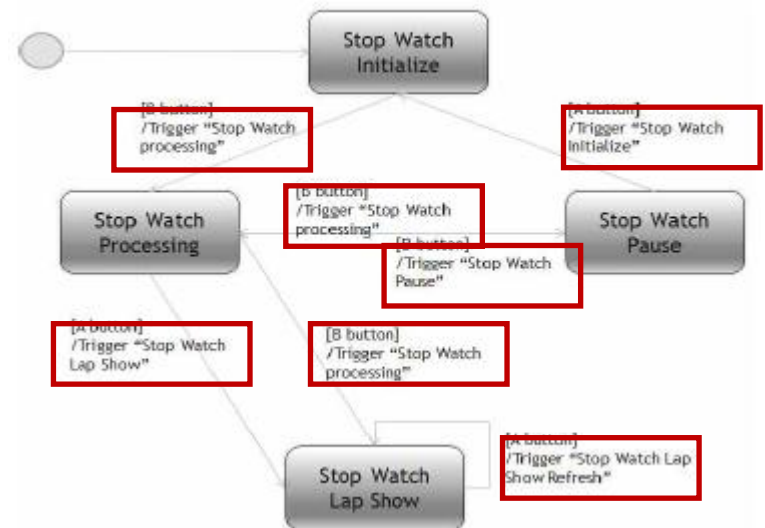 Stop Watch
Initialize
[B button]
/Trigger “Stop Watch
processing”
[A button]
/Trigger “Stop Watch
Initialize”
Stop Watch
Processing
[B button]
/Trigger “Stop Watch
processing”
Stop Watch
Pause
[B button]
/Trigger “Stop Watch
Pause”
[A button]
/Trigger “Stop Watch
Lap Show”
[B button]
/Trigger “Stop Watch
processing”
[A button]
/Trigger “Stop Watch Lap
Show Refresh”
Stop Watch
Lap Show